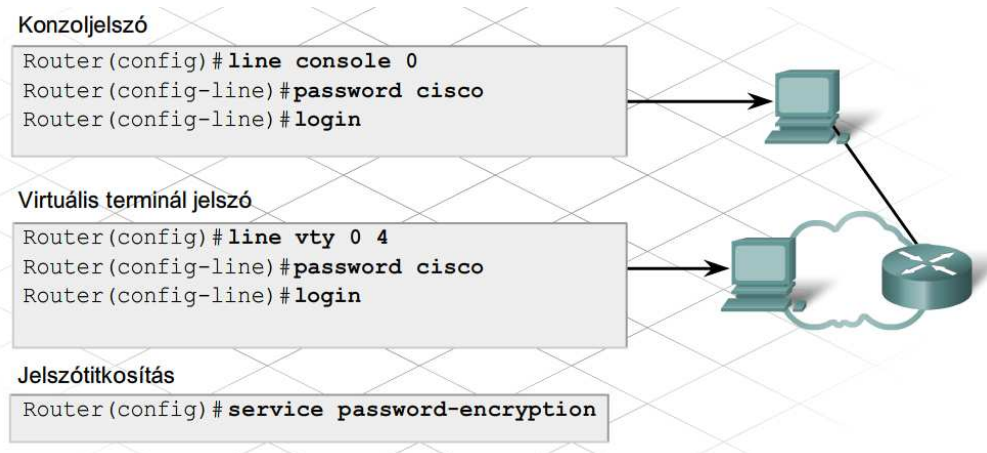 Konzoljelszó
Router(config)#line console 0
Router(config-line)#password cisco
Router(config-line)#login
Virtuális terminál jelszó
Router(config)#line vty 0 4
Router(config-line)#password cisco
Router(config-line)#login
Jelszótitkosítás
Router(config)#service password-encryption